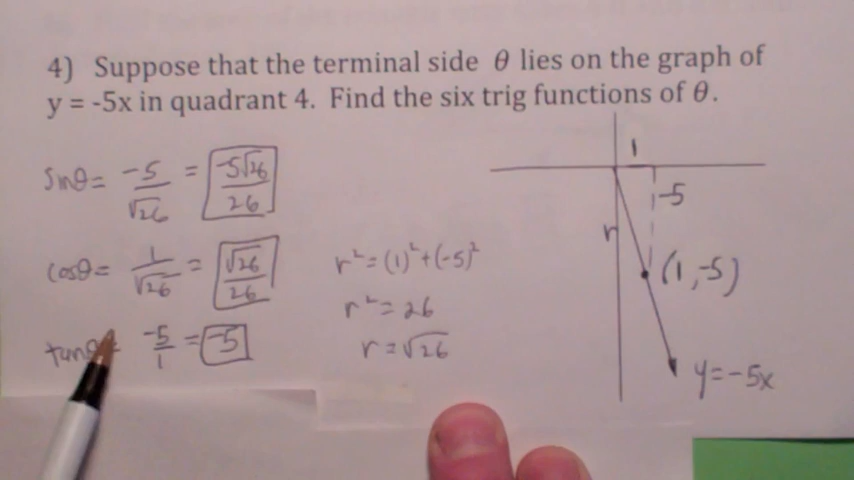 4) Suppose that the terminal side θ lies on the graph of
y = -5x in quadrant 4. Find the six trig functions of θ.
sinθ = -5/√26 = -5√26/26
cosθ = 1/√26 = √26/26
tanθ = -5/1 = -5
r² = (1)² + (-5)²
r² = 26
r = √26
1
-5
r
(1, -5)
y = -5x